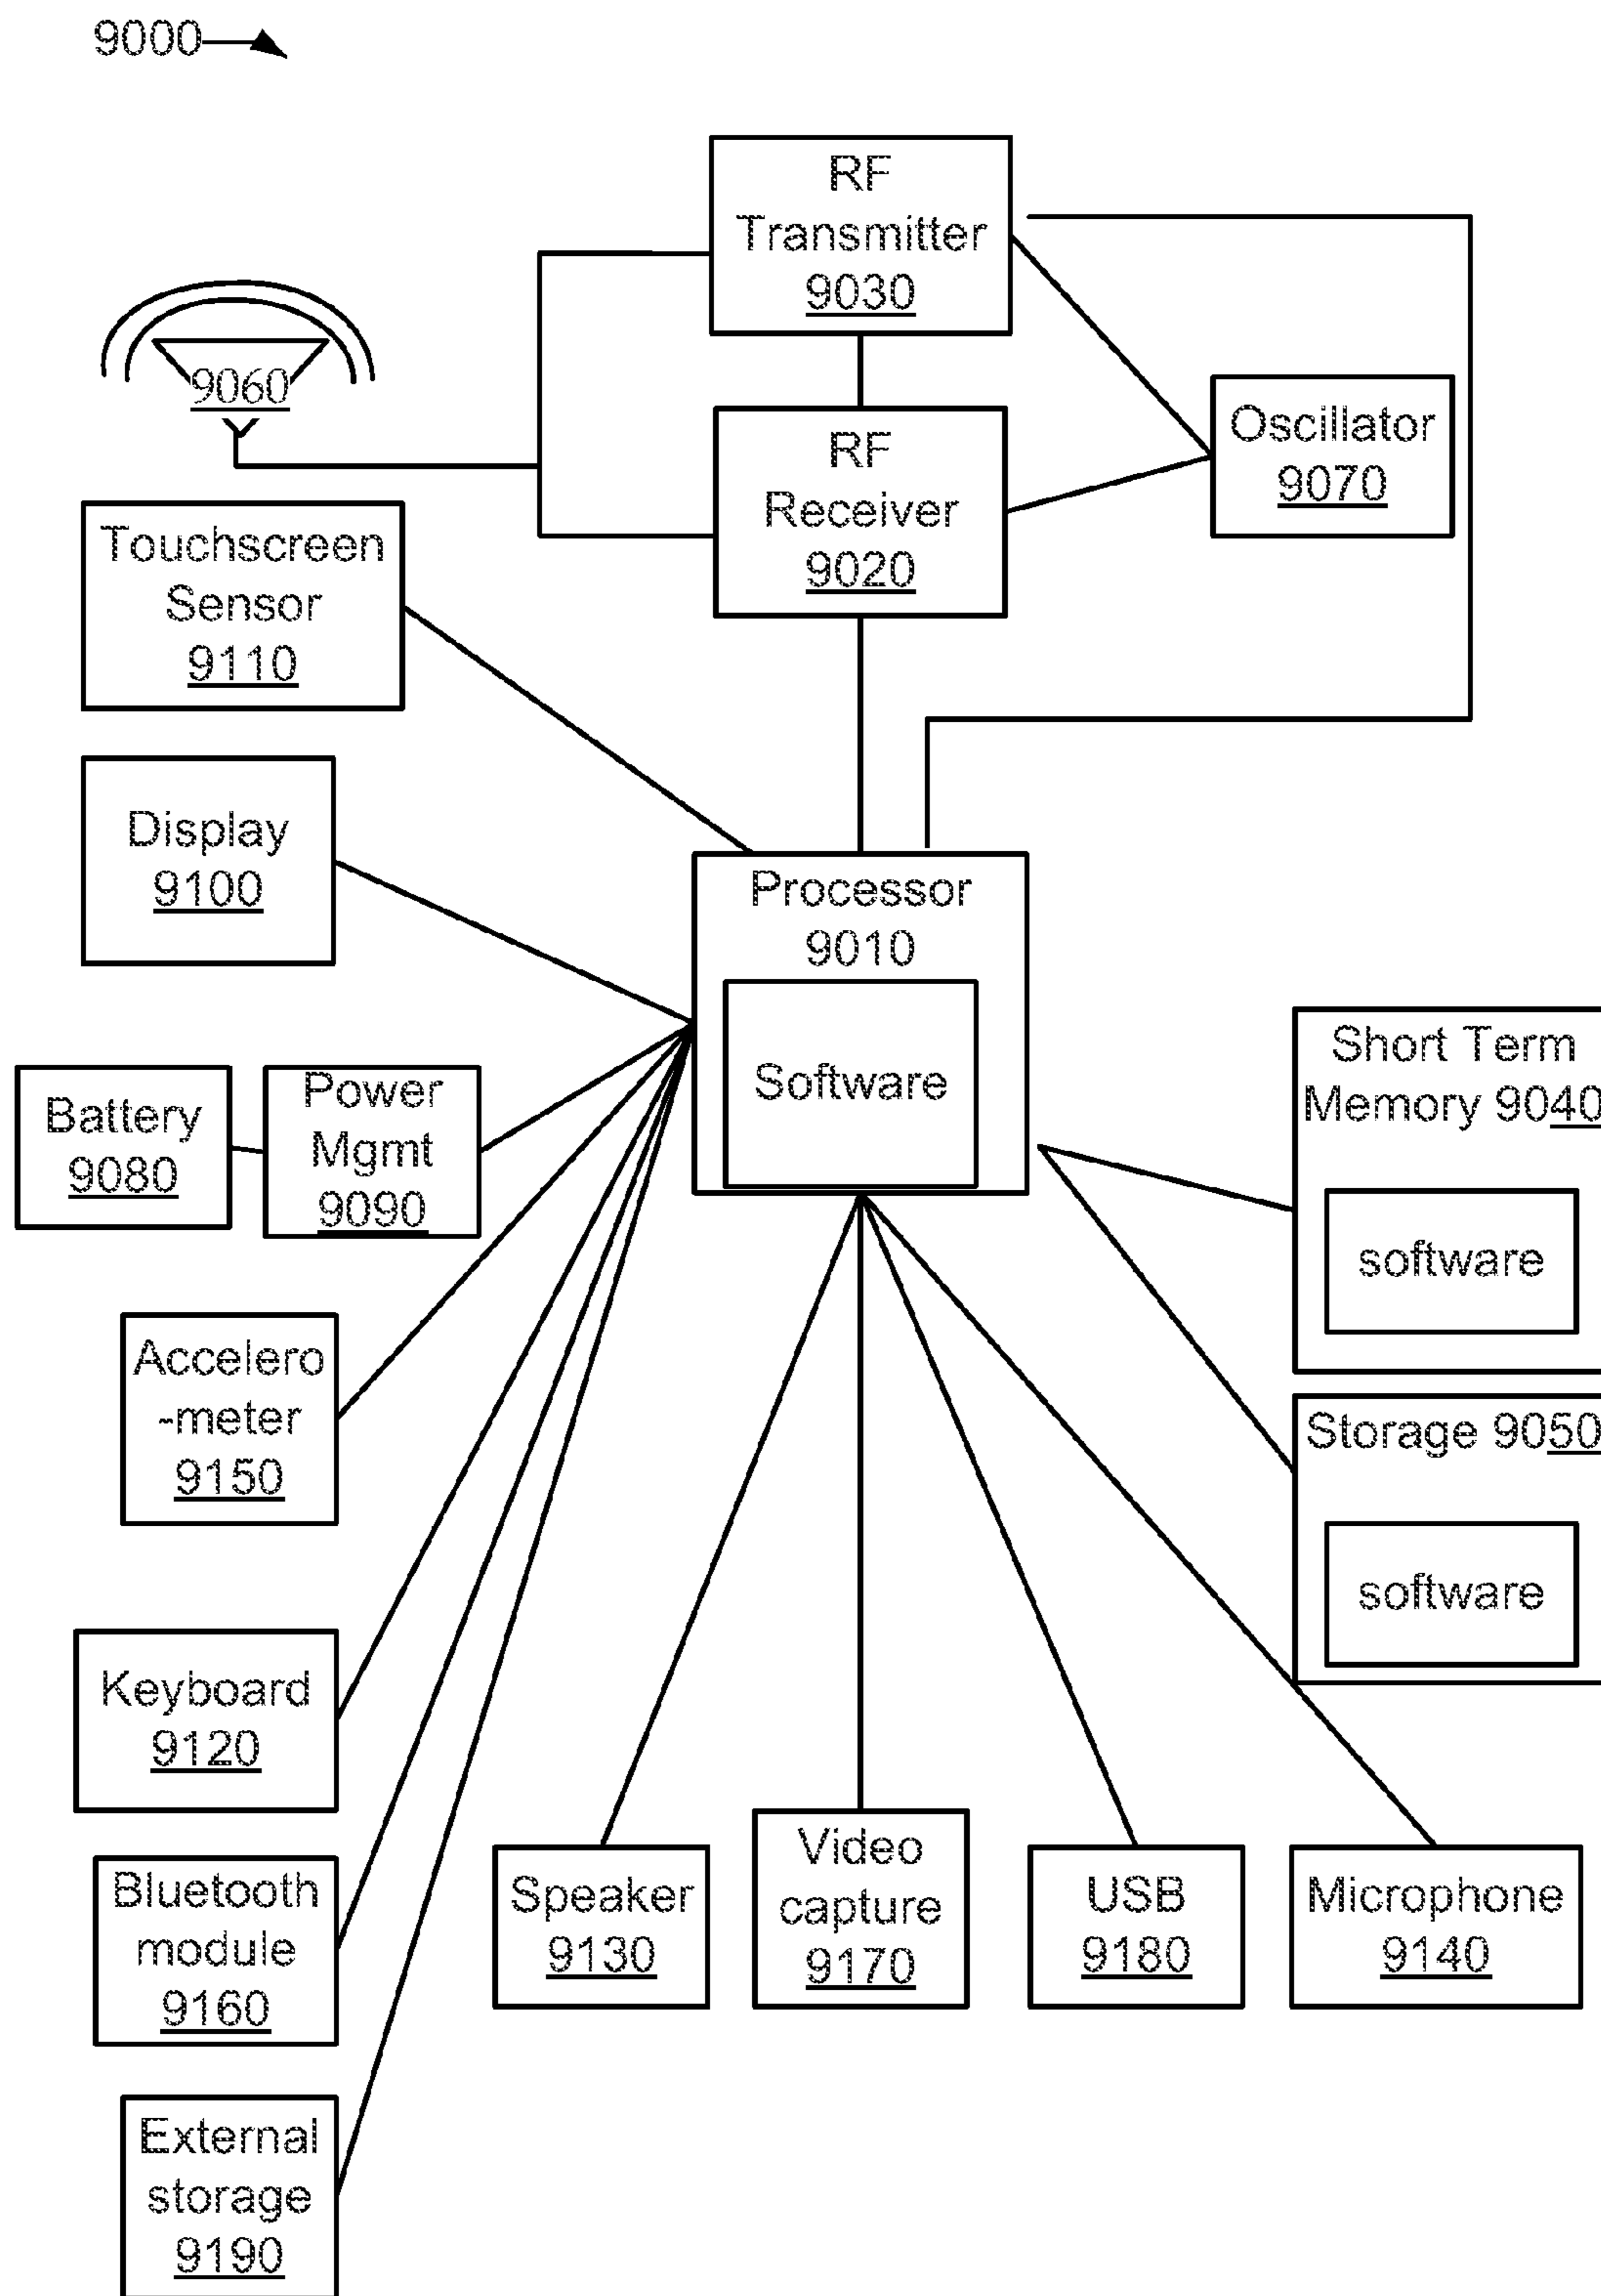 9000
RF
Transmitter
9030
9060
Oscillator
9070
RF
Receiver
9020
Touchscreen
Sensor
9110
Display
9100
Processor
9010
Software
Short Term
Memory 9040
software
Battery
9080
Power
Mgmt
9090
Accelero
-meter
9150
Storage 9050
software
Keyboard
9120
Bluetooth
module
9160
Speaker
9130
Video
capture
9170
USB
9180
Microphone
9140
External
storage
9190